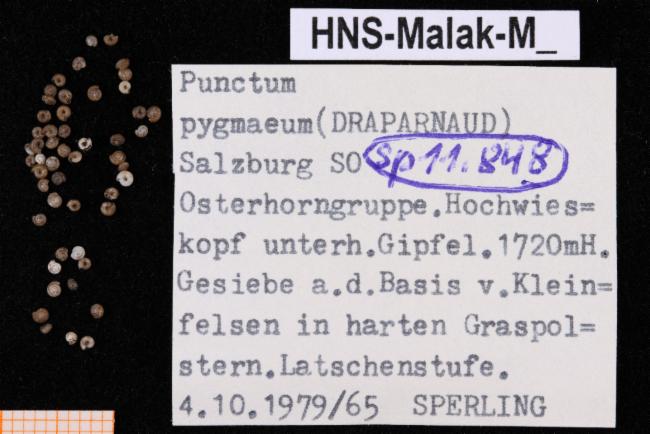 HNS-Malak-M_
Punctum
pygmaeum(DRAPARNAUD)
Salzburg SO Sp 11.848
Osterhorngruppe.Hochwies=
kopf unterh.Gipfel.1720mH.
Gesiebe a.d.Basis v.Klein=
felsen in harten Graspol=
stern.Latschenstufe.
4.10.1979/65 SPERLING